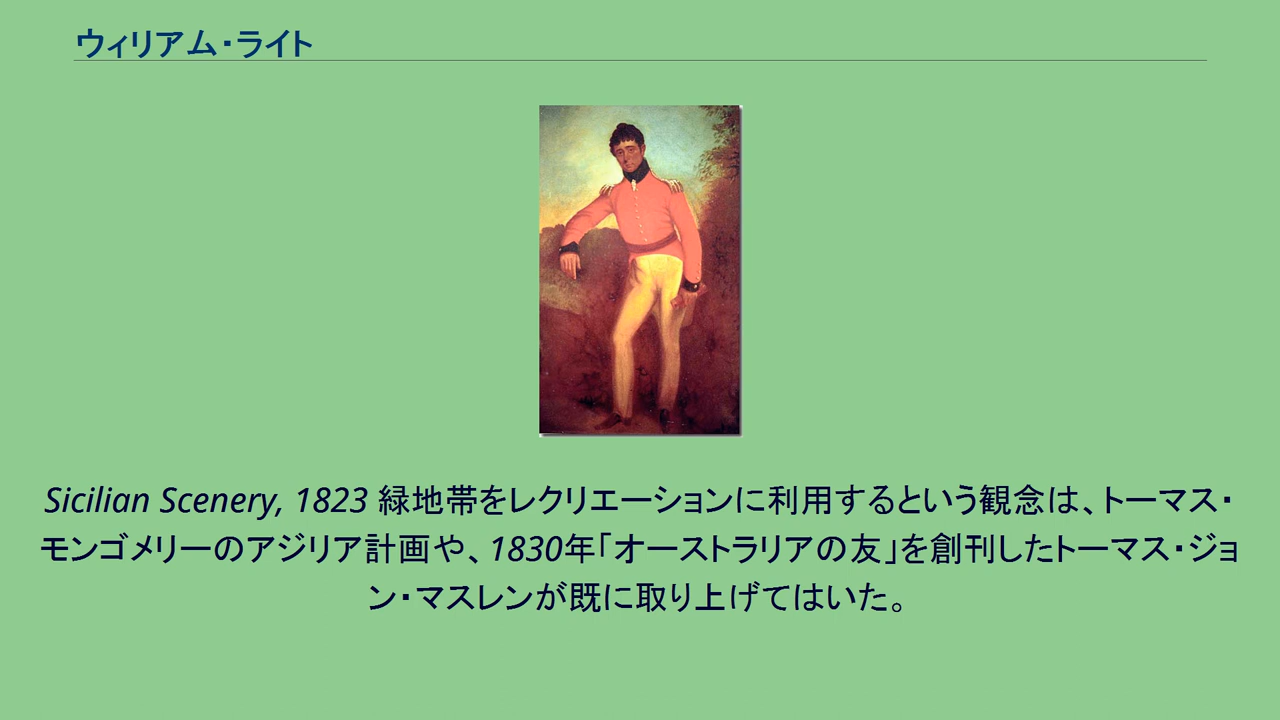 ウィリアム・ライト
Sicilian Scenery, 1823 緑地帯をレクリエーションに利用するという観念は、トーマス・
モンゴメリーのアジリア計画や、1830年「オーストラリアの友」を創刊したトーマス・ジョ
ン・マスレンが既に取り上げてはいた。